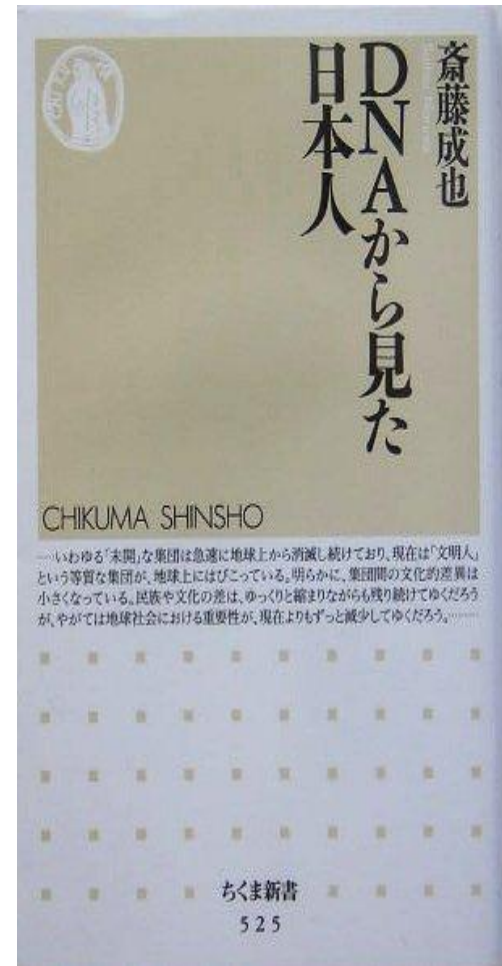 斎藤成也
DNAから見た
日本人
CHIKUMA SHINSHO
……いわゆる「未開」な集団は急速に地球上から消滅し続けており、現在は「文明人」
という等質な集団が、地球上にはびこっている。明らかに、集団間の文化的差異は
小さくなっている。民族や文化の差は、ゆっくりと縮まりながらも残り続けてゆくだろう
が、やがては地球社会における重要性が、現在よりもずっと減少してゆくだろう。……
ちくま新書
525